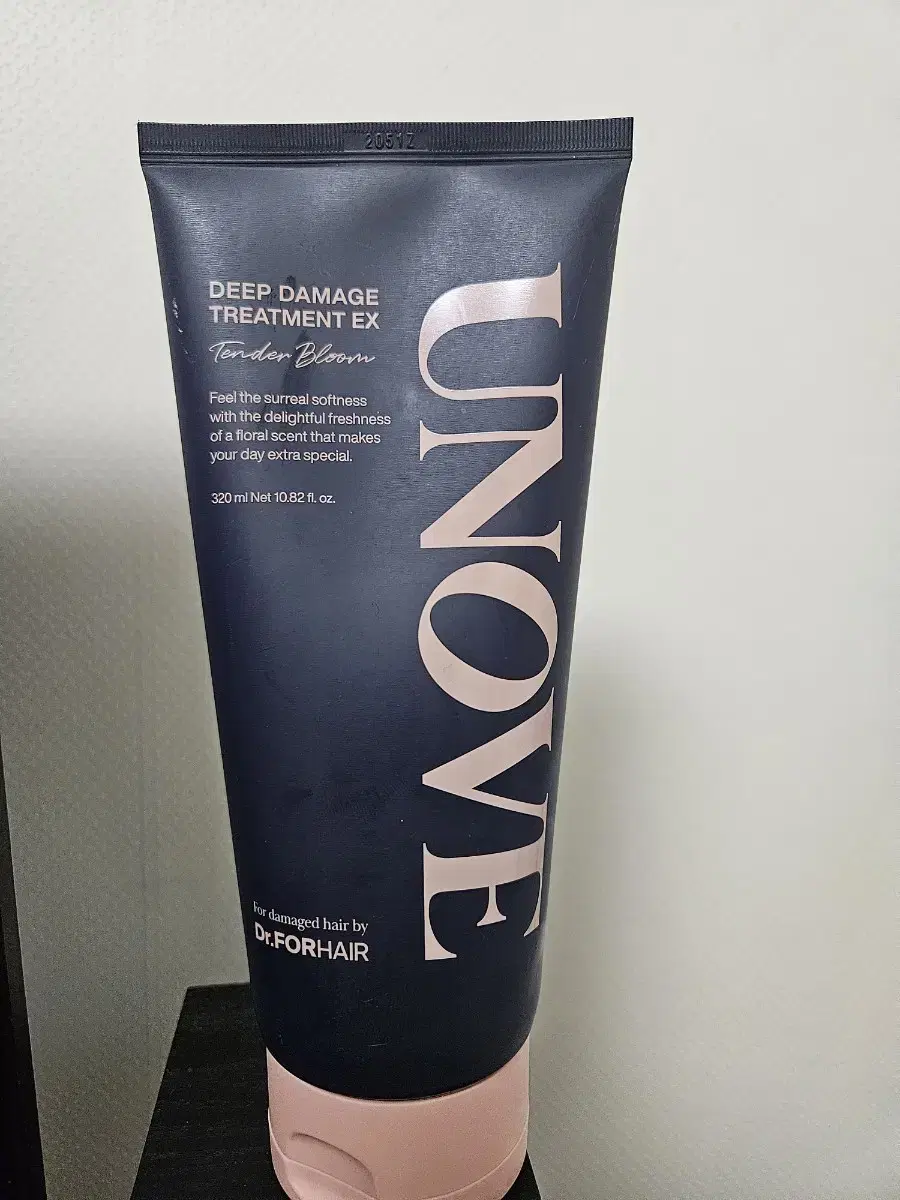 2051Z
DEEP DAMAGE
TREATMENT EX
Tender Bloom
Feel the surreal softness
with the delightful freshness
of a floral scent that makes
your day extra special.
320 ml Net 10.82 fl. oz.
UNOVE
For damaged hair by
Dr.FORHAIR